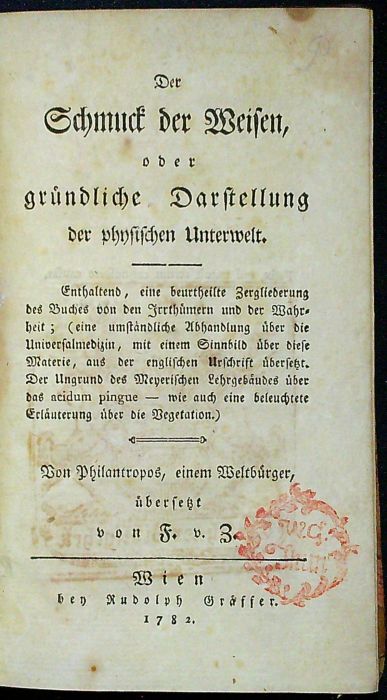 Der
Schmuck der Weisen,
oder
gründliche Darstellung
der physischen Unterwelt.
Enthaltend, eine beurtheilte Zergliederung
des Buches von den Irrthümern und der Wahr-
heit; (eine umständliche Abhandlung über die
Universalmedizin, mit einem Sinnbild über diese
Materie, aus der englischen Urschrift übersetzt.
Der Ungrund des Meyerischen Lehrgebäudes über
das acidum pingue — wie auch eine beleuchtete
Erläuterung über die Vegetation.)
Von Philantropos, einem Weltbürger,
übersetzt
von F. v. Z.
Wien
bey Rudolph Gräffer.
1782.